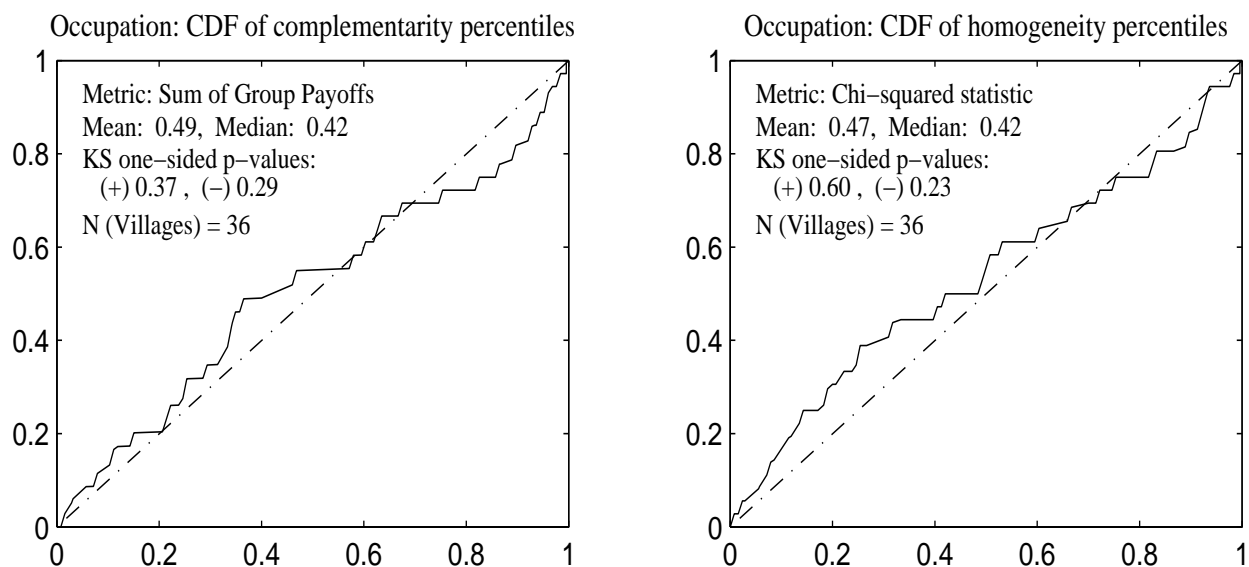 Occupation: CDF of complementarity percentiles
1
0.8
0.6
0.4
0.2
0
Metric: Sum of Group Payoffs
Mean: 0.49, Median: 0.42
KS one−sided p−values:
(+) 0.37 , (−) 0.29
N (Villages) = 36
0 0.2 0.4 0.6 0.8 1
Occupation: CDF of homogeneity percentiles
1
0.8
0.6
0.4
0.2
0
Metric: Chi−squared statistic
Mean: 0.47, Median: 0.42
KS one−sided p−values:
(+) 0.60 , (−) 0.23
N (Villages) = 36
0 0.2 0.4 0.6 0.8 1